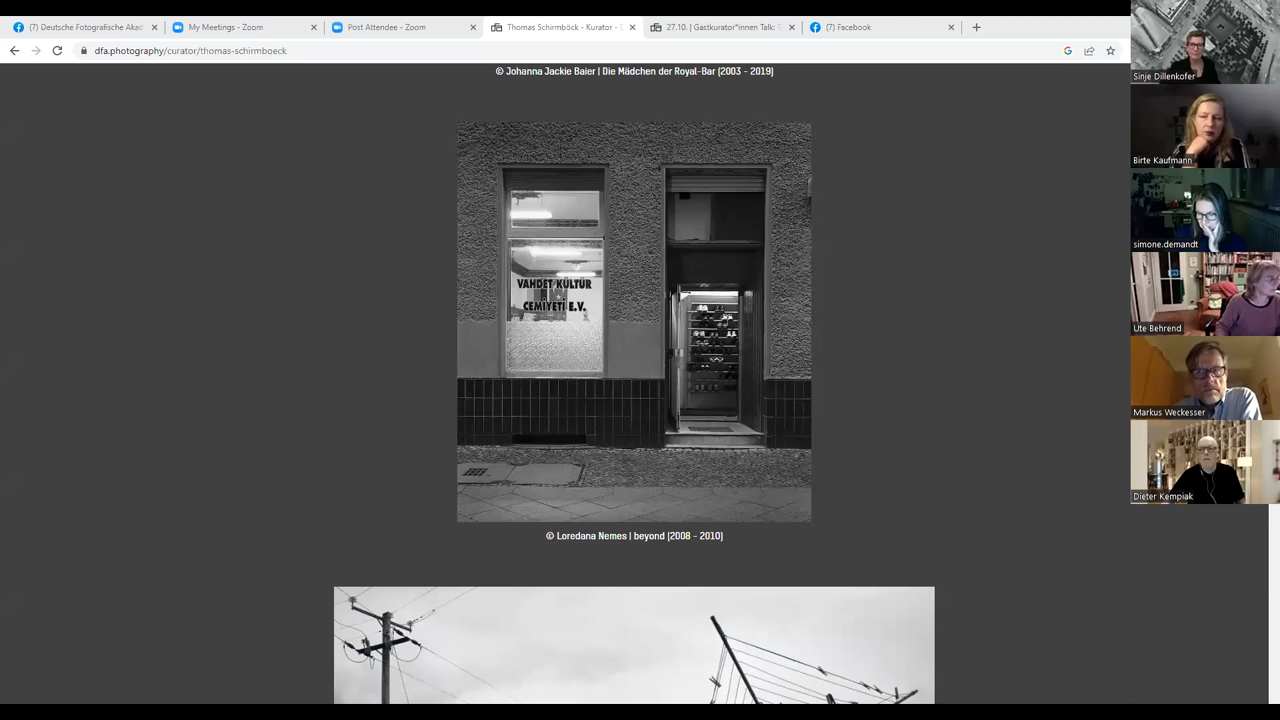 (7) Deutsche Fotografische Akad
My Meetings - Zoom
Post Attendee - Zoom
Thomas Schirmböck - Kurator -
27.10. | Gastkurator*innen Talk:
(7) Facebook
dfa.photography/curator/thomas-schirmboeck
© Johanna Jackie Baier | Die Mädchen der Royal-Bar (2003 - 2019)
VAHDET KÜLTÜR
CEMİYETİ E.V.
© Loredana Nemes | beyond (2008 - 2010)
Sinje Dillenkofer
Birte Kaufmann
simone.demandt
Ute Behrend
Markus Weckesser
Dieter Kempiak